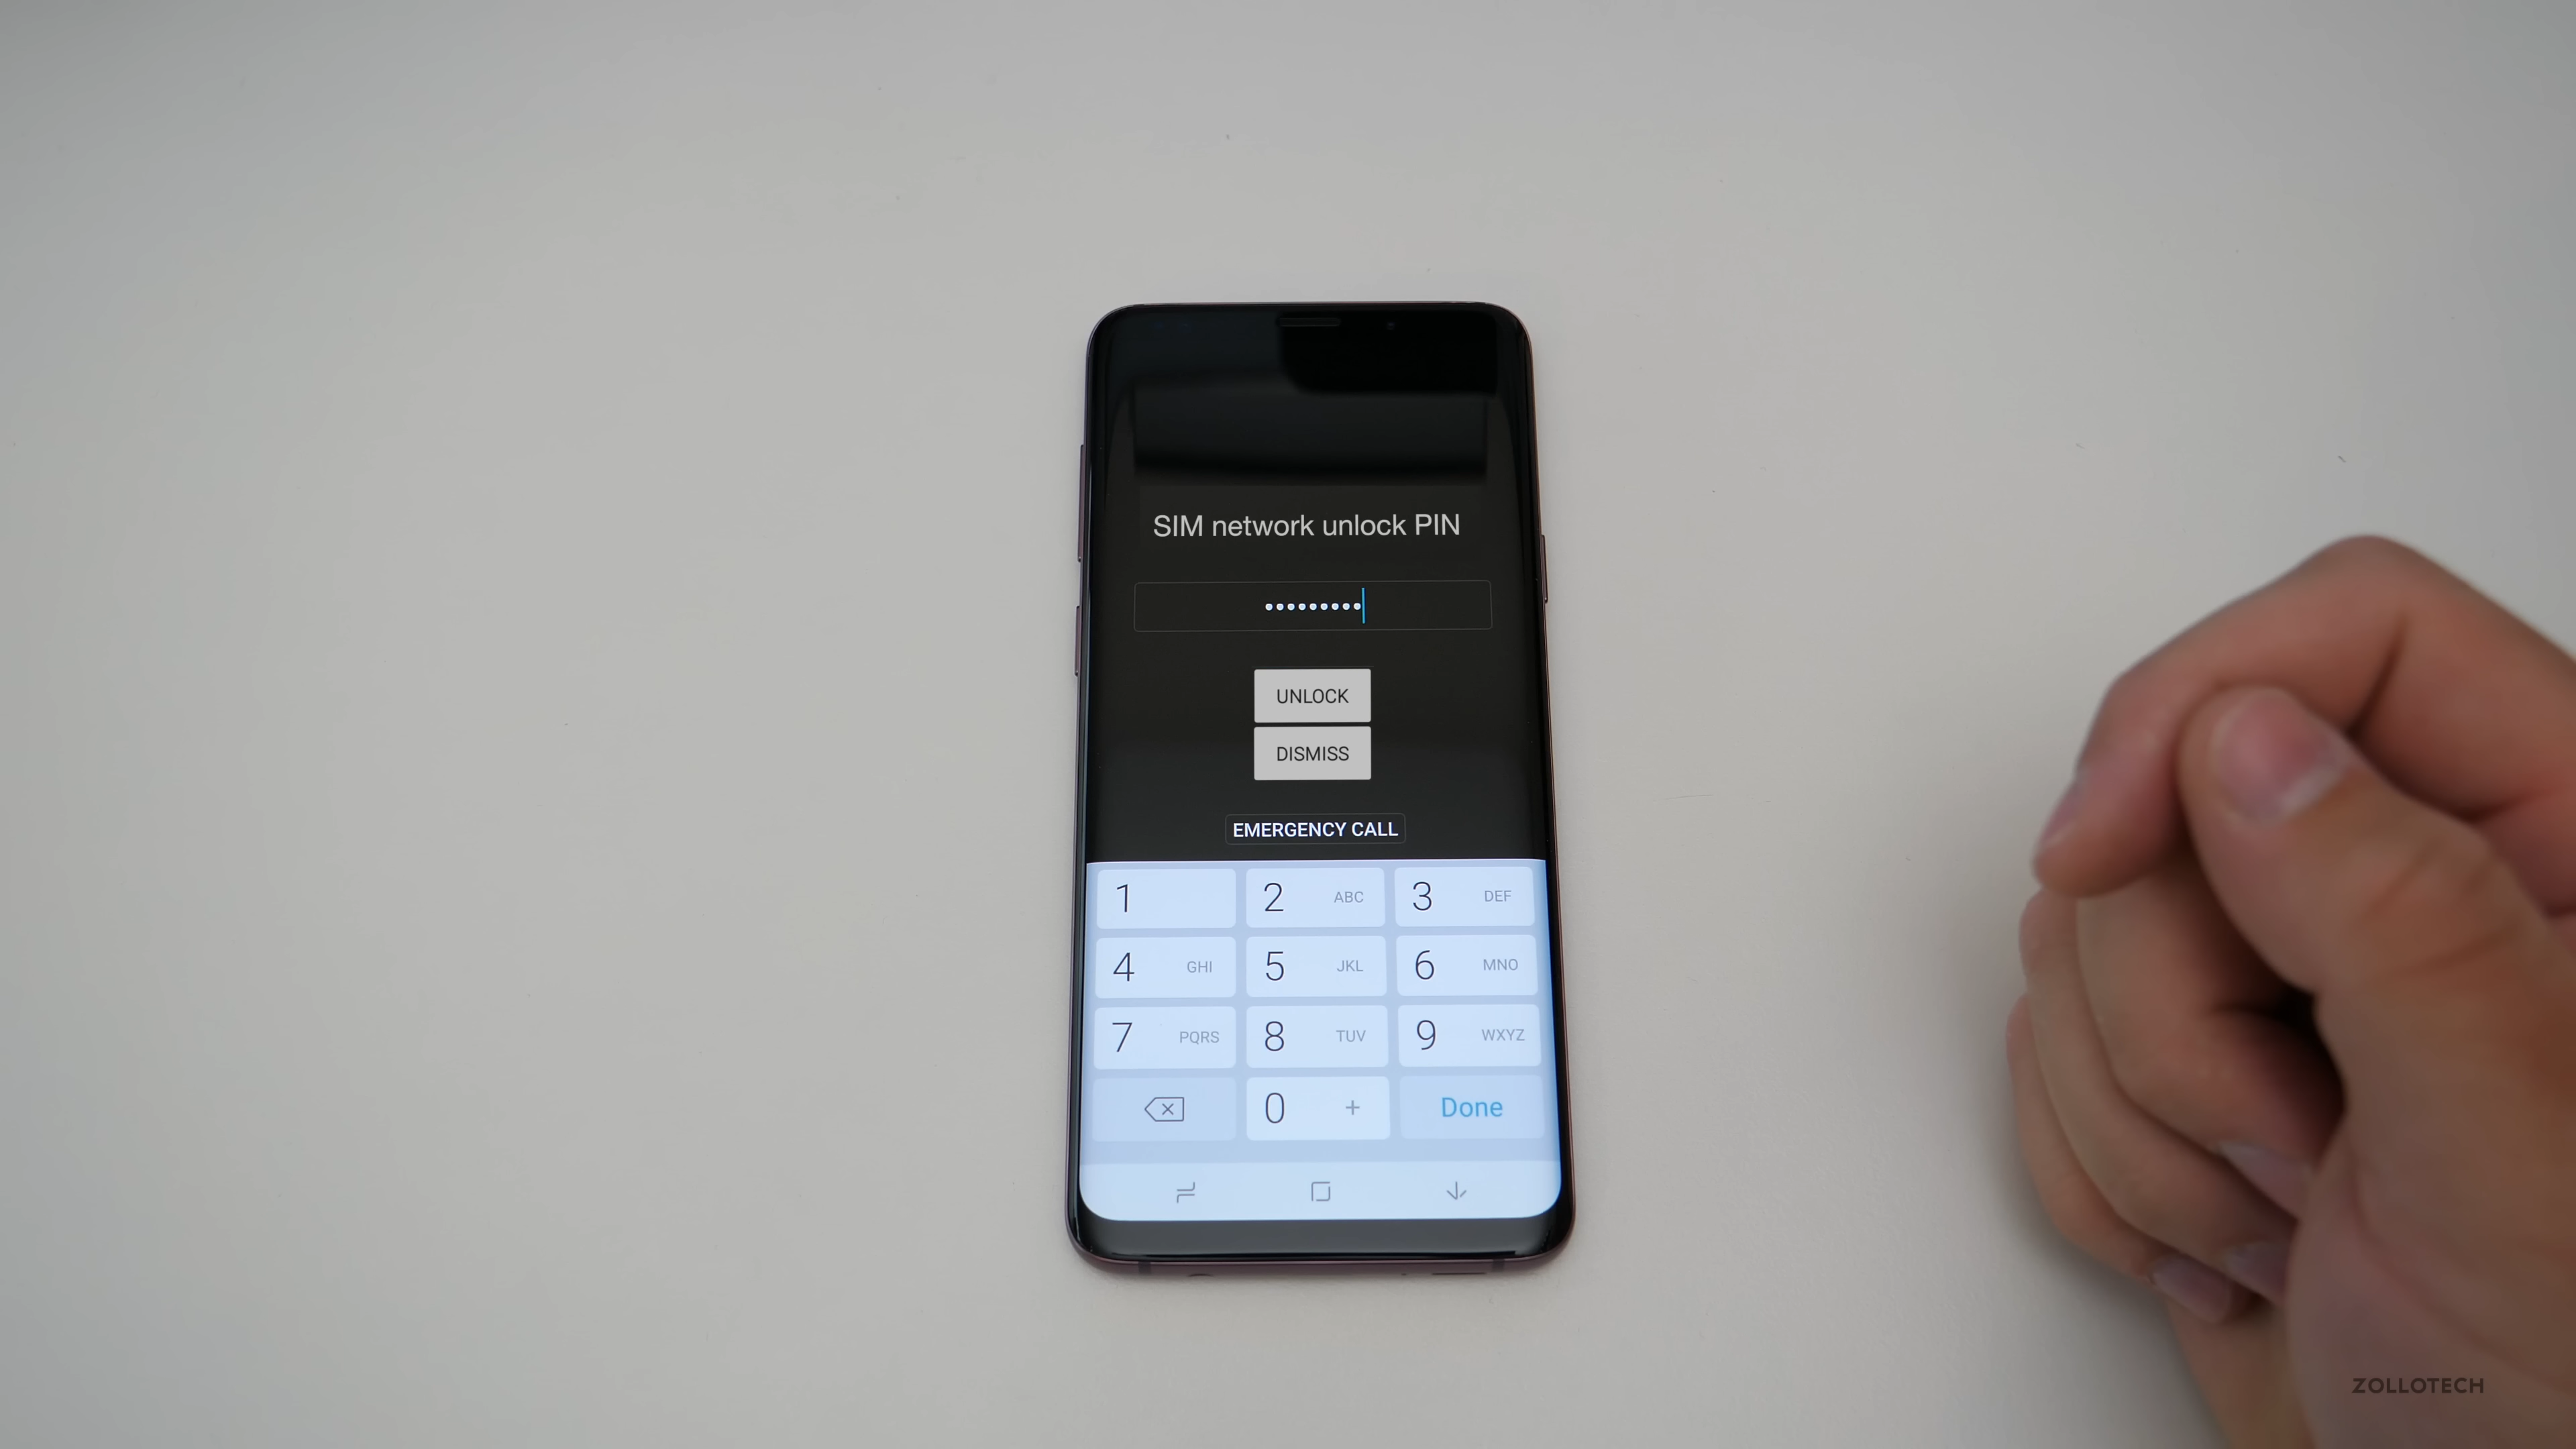 SIM network unlock PIN
•••••••••
UNLOCK
DISMISS
EMERGENCY CALL
1 2 ABC 3 DEF
4 GHI 5 JKL 6 MNO
7 PQRS 8 TUV 9 WXYZ
0 + Done
ZOLLOTECH